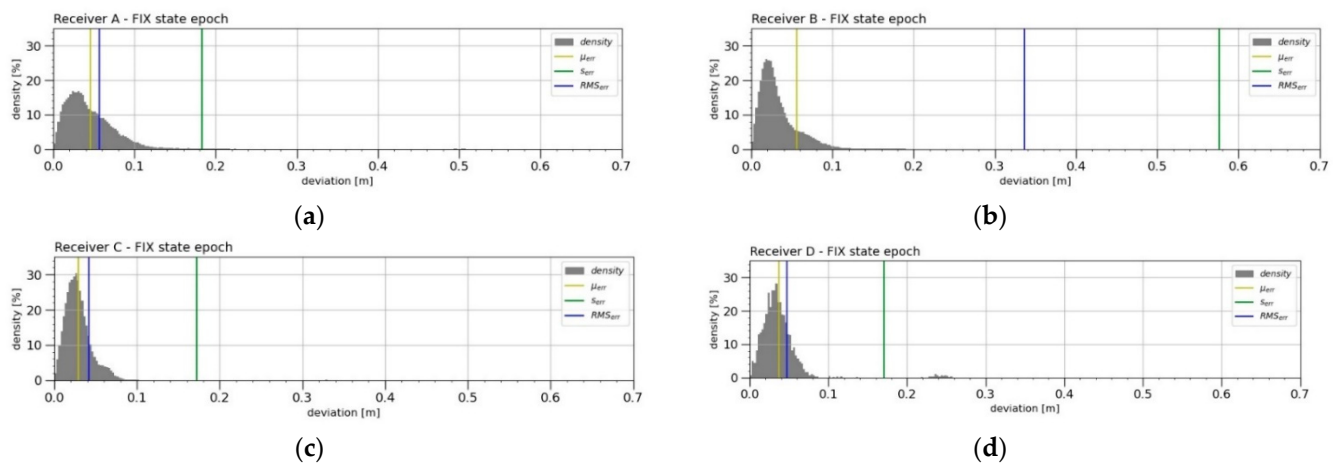 Receiver A - FIX state epoch
density [%]
30
20
10
0
density
μerr
serr
RMSerr
0.0 0.1 0.2 0.3 0.4 0.5 0.6 0.7
deviation [m]
(a)
Receiver B - FIX state epoch
density [%]
30
20
10
0
density
μerr
serr
RMSerr
0.0 0.1 0.2 0.3 0.4 0.5 0.6 0.7
deviation [m]
(b)
Receiver C - FIX state epoch
density [%]
30
20
10
0
density
μerr
serr
RMSerr
0.0 0.1 0.2 0.3 0.4 0.5 0.6 0.7
deviation [m]
(c)
Receiver D - FIX state epoch
density [%]
30
20
10
0
density
μerr
serr
RMSerr
0.0 0.1 0.2 0.3 0.4 0.5 0.6 0.7
deviation [m]
(d)